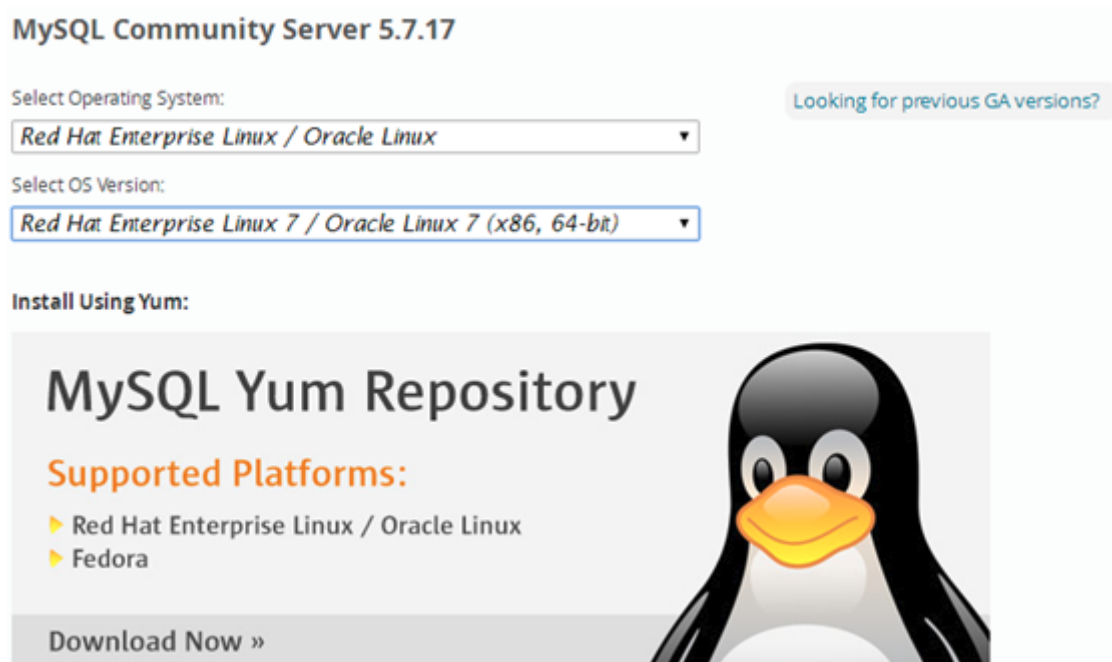 MySQL Community Server 5.7.17
Select Operating System:
Looking for previous GA versions?
Red Hat Enterprise Linux / Oracle Linux
Select OS Version:
Red Hat Enterprise Linux 7 / Oracle Linux 7 (x86, 64-bit)
Install Using Yum:
MySQL Yum Repository
Supported Platforms:
Red Hat Enterprise Linux / Oracle Linux
Fedora
Download Now »